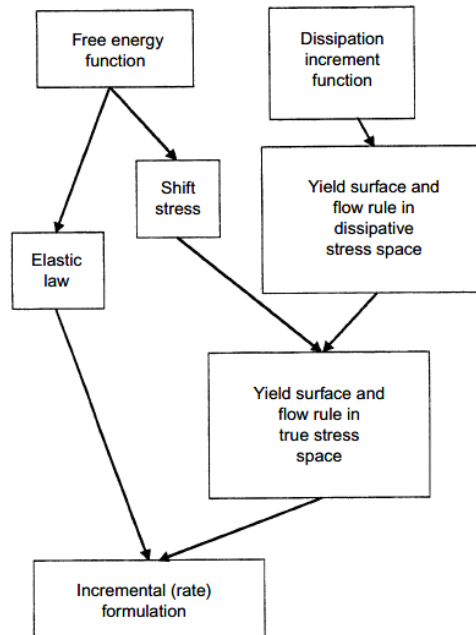 Free energy
function
Dissipation
increment
function
Shift
stress
Yield surface and
flow rule in
dissipative
stress space
Elastic
law
Yield surface and
flow rule in
true stress
space
Incremental (rate)
formulation